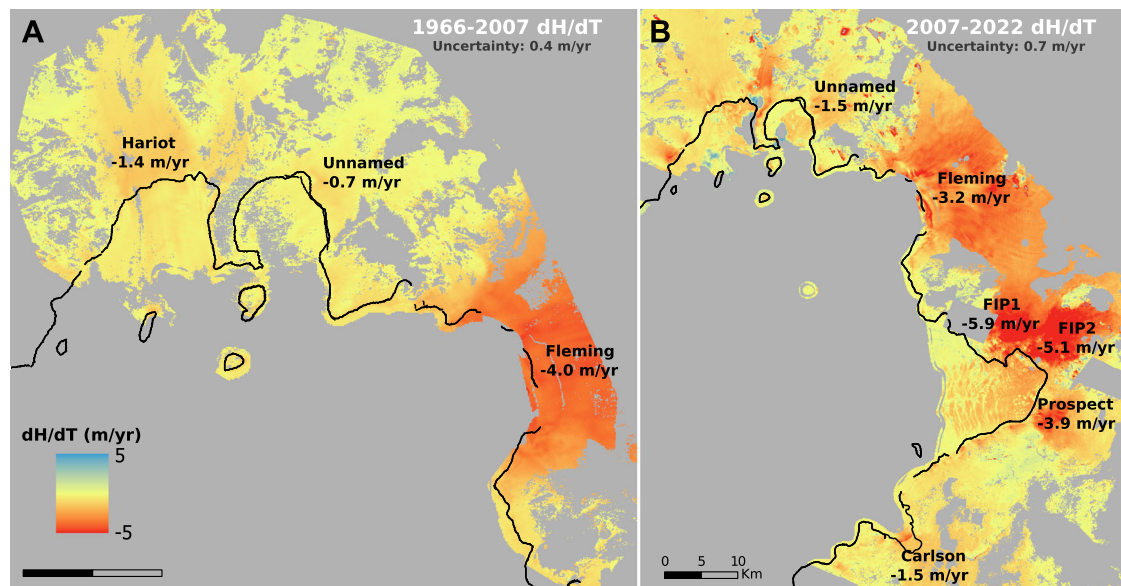 A
1966-2007 dH/dT
Uncertainty: 0.4 m/yr
Hariot
-1.4 m/yr
Unnamed
-0.7 m/yr
Fleming
-4.0 m/yr
dH/dT (m/yr)
5
-5
B
2007-2022 dH/dT
Uncertainty: 0.7 m/yr
Unnamed
-1.5 m/yr
Fleming
-3.2 m/yr
FIP1
-5.9 m/yr
FIP2
-5.1 m/yr
Prospect
-3.9 m/yr
Carlson
-1.5 m/yr
0 5 10
Km